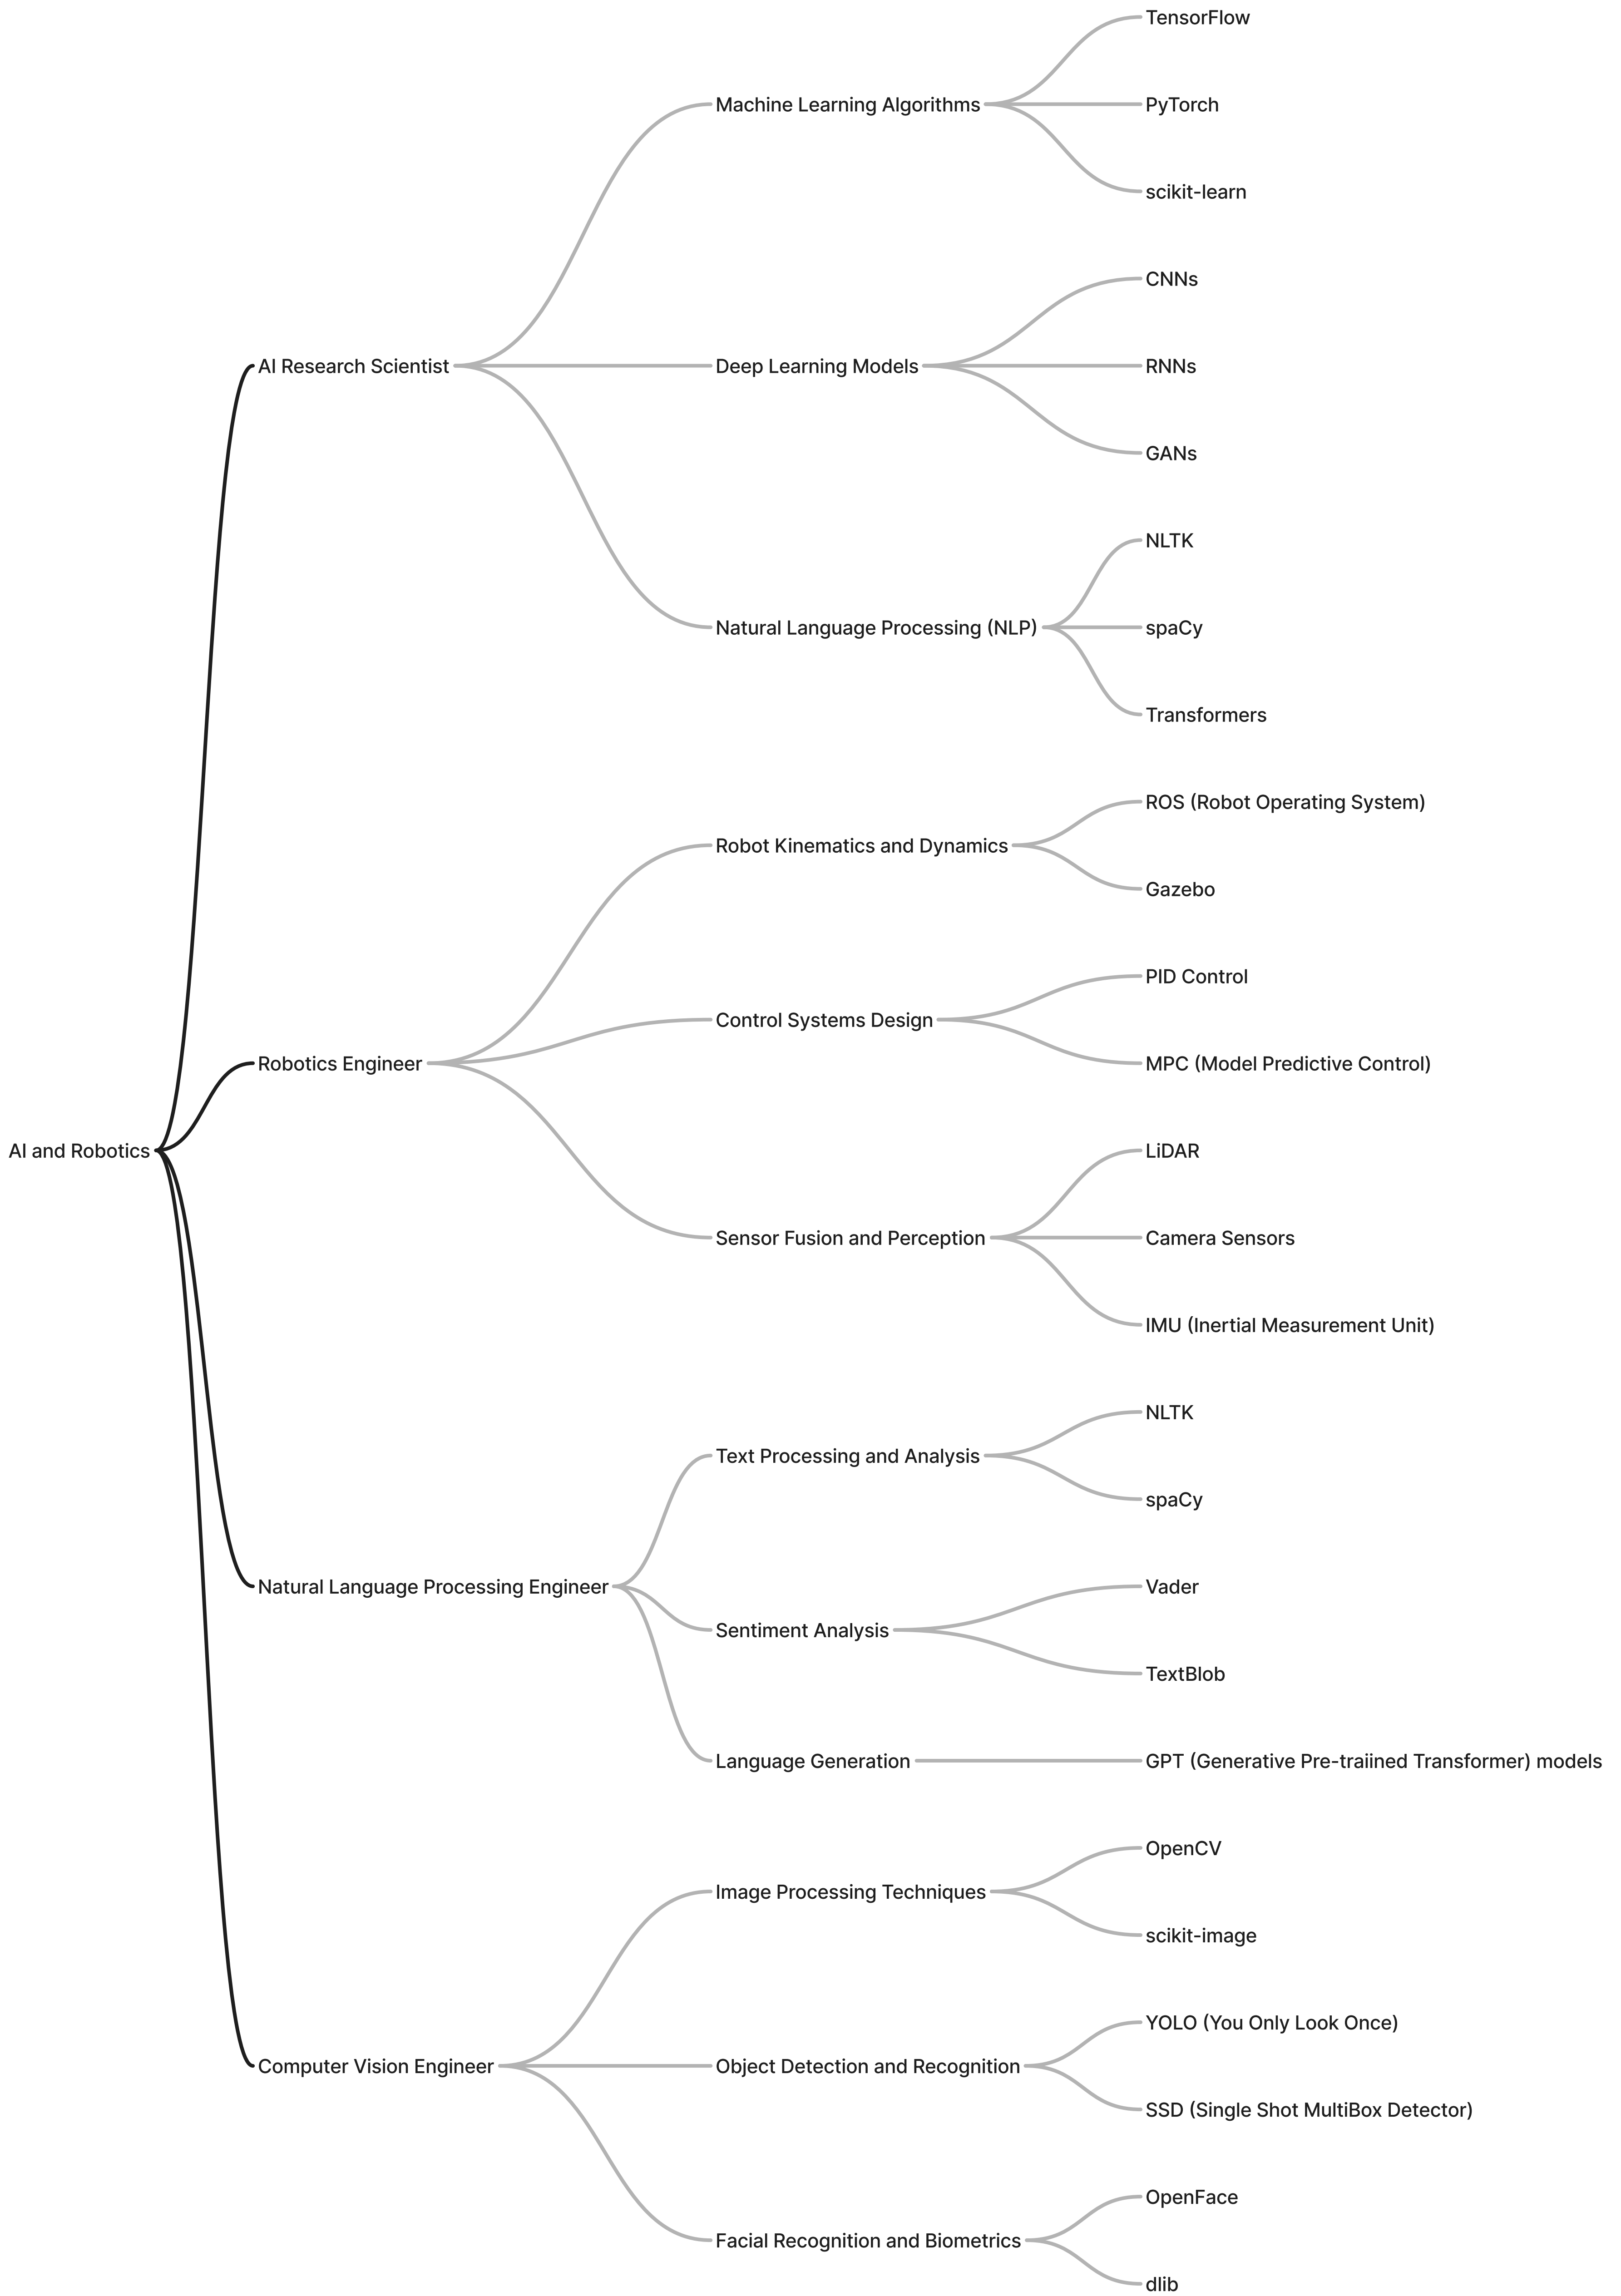 TensorFlow
Machine Learning Algorithms
PyTorch
scikit-learn
CNNs
AI Research Scientist
Deep Learning Models
RNNs
GANs
NLTK
Natural Language Processing (NLP)
spaCy
Transformers
ROS (Robot Operating System)
Robot Kinematics and Dynamics
Gazebo
PID Control
Control Systems Design
Robotics Engineer
MPC (Model Predictive Control)
AI and Robotics
LiDAR
Sensor Fusion and Perception
Camera Sensors
IMU (Inertial Measurement Unit)
NLTK
Text Processing and Analysis
spaCy
Natural Language Processing Engineer
Vader
Sentiment Analysis
TextBlob
Language Generation
GPT (Generative Pre-traiined Transformer) models
OpenCV
Image Processing Techniques
scikit-image
YOLO (You Only Look Once)
Computer Vision Engineer
Object Detection and Recognition
SSD (Single Shot MultiBox Detector)
OpenFace
Facial Recognition and Biometrics
dlib